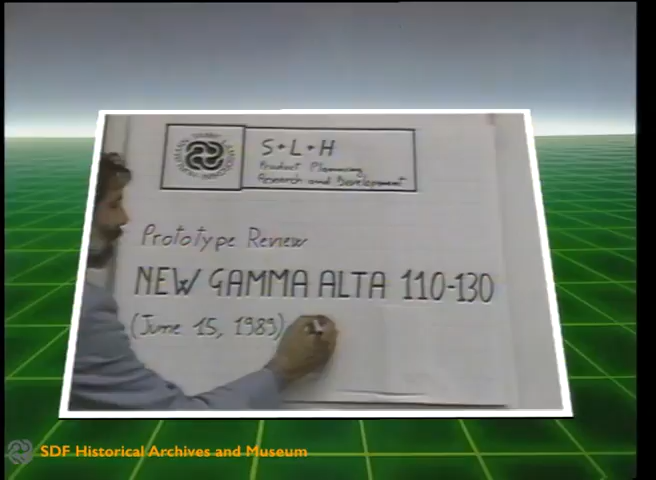 S+L+H
Product Planning
Research and Development
Prototype Review
NEW GAMMA ALTA 110-130
(June 15, 1989)
SDF Historical Archives and Museum